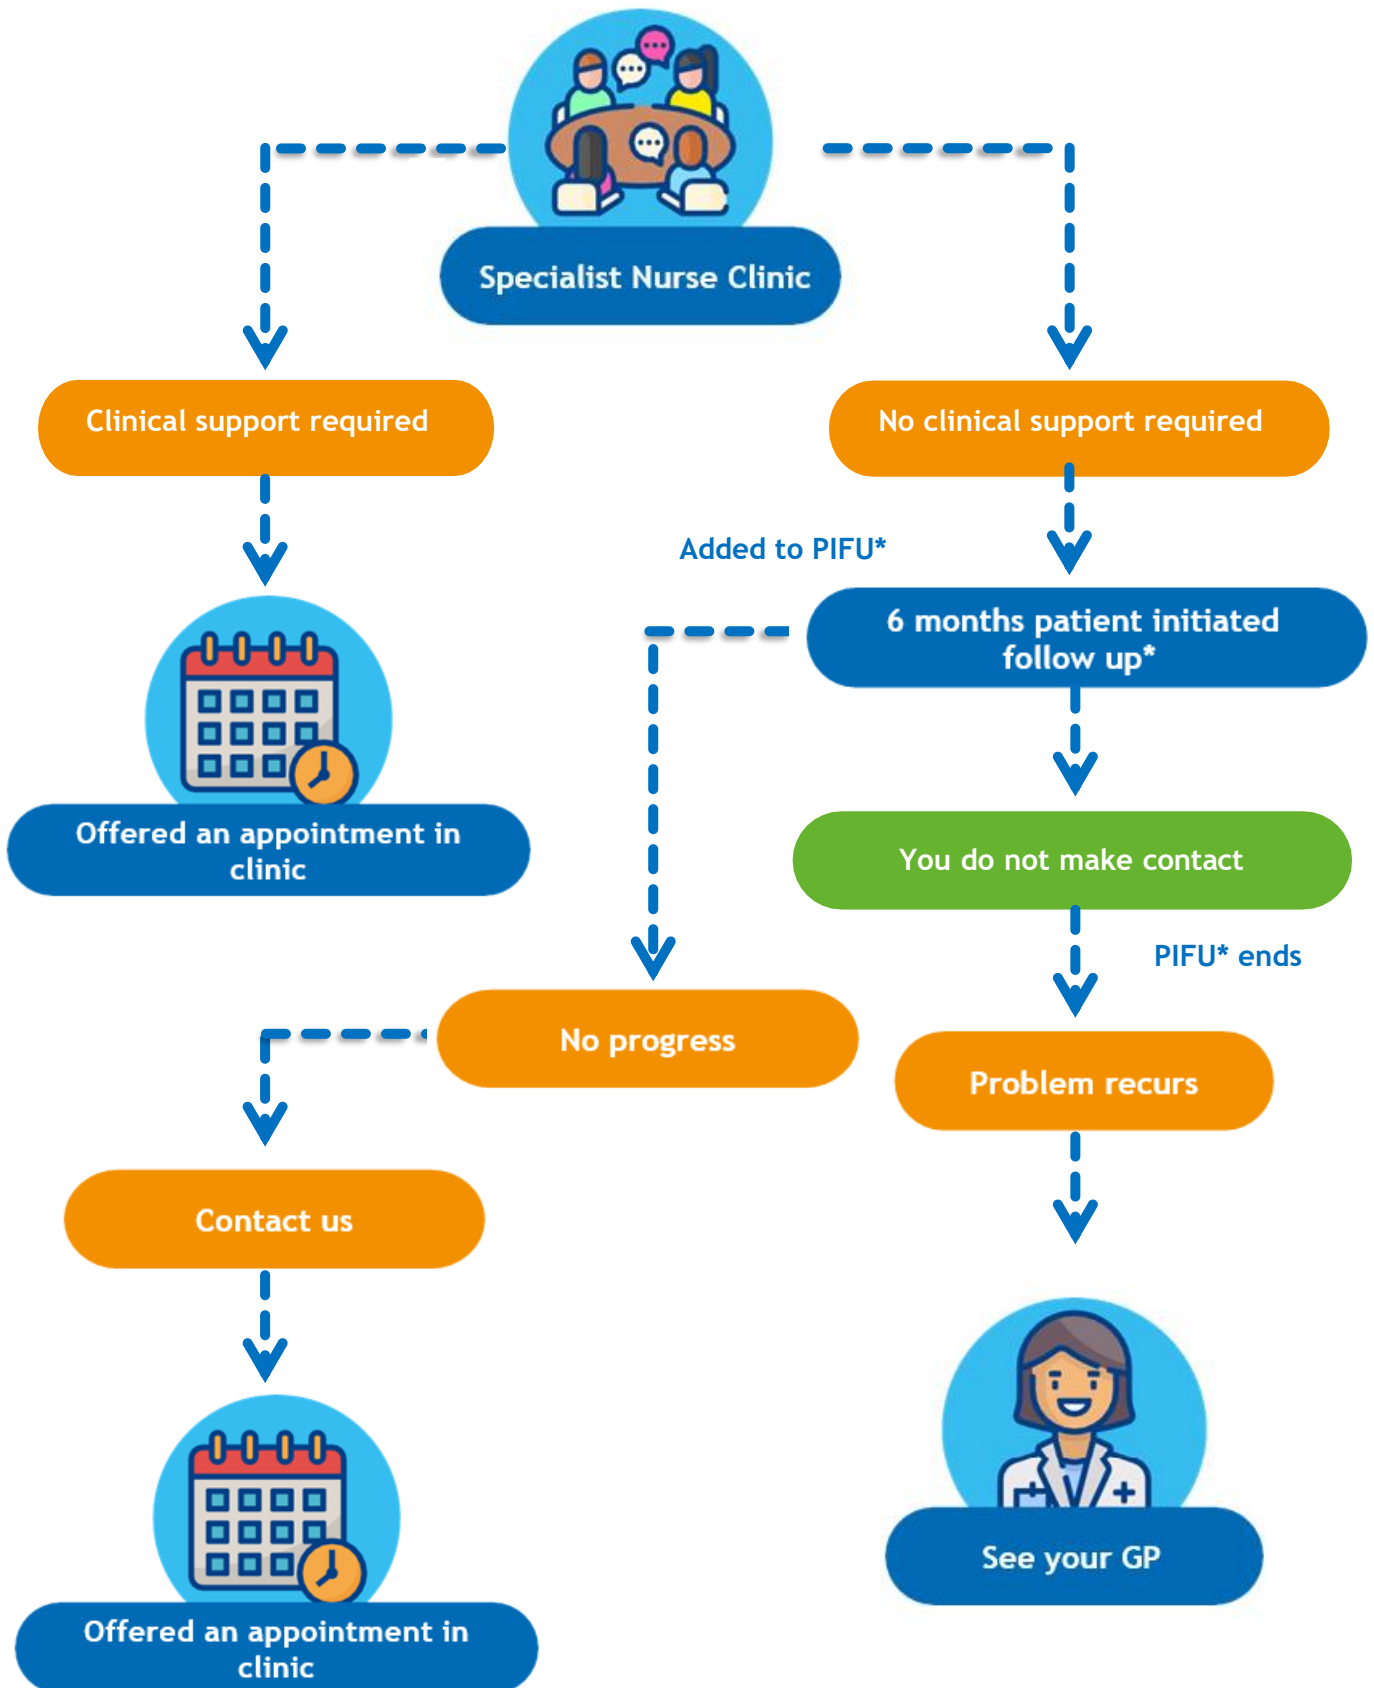 Specialist Nurse Clinic
Clinical support required
No clinical support required
Added to PIFU*
6 months patient initiated
follow up*
Offered an appointment in
clinic
You do not make contact
PIFU* ends
No progress
Problem recurs
Contact us
See your GP
Offered an appointment in
clinic